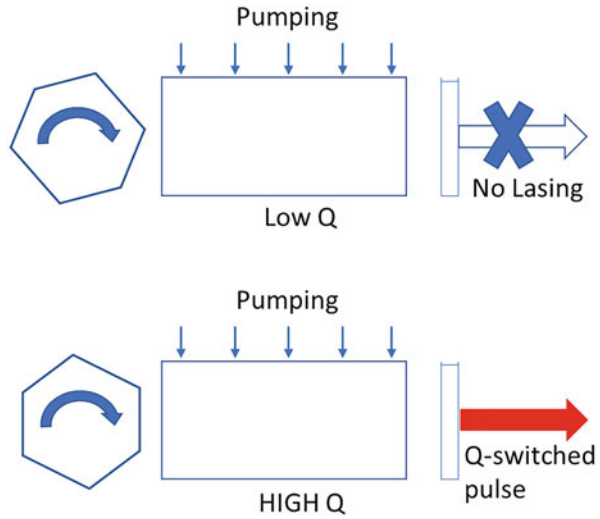 Pumping
No Lasing
Low Q
Pumping
Q-switched
pulse
HIGH Q